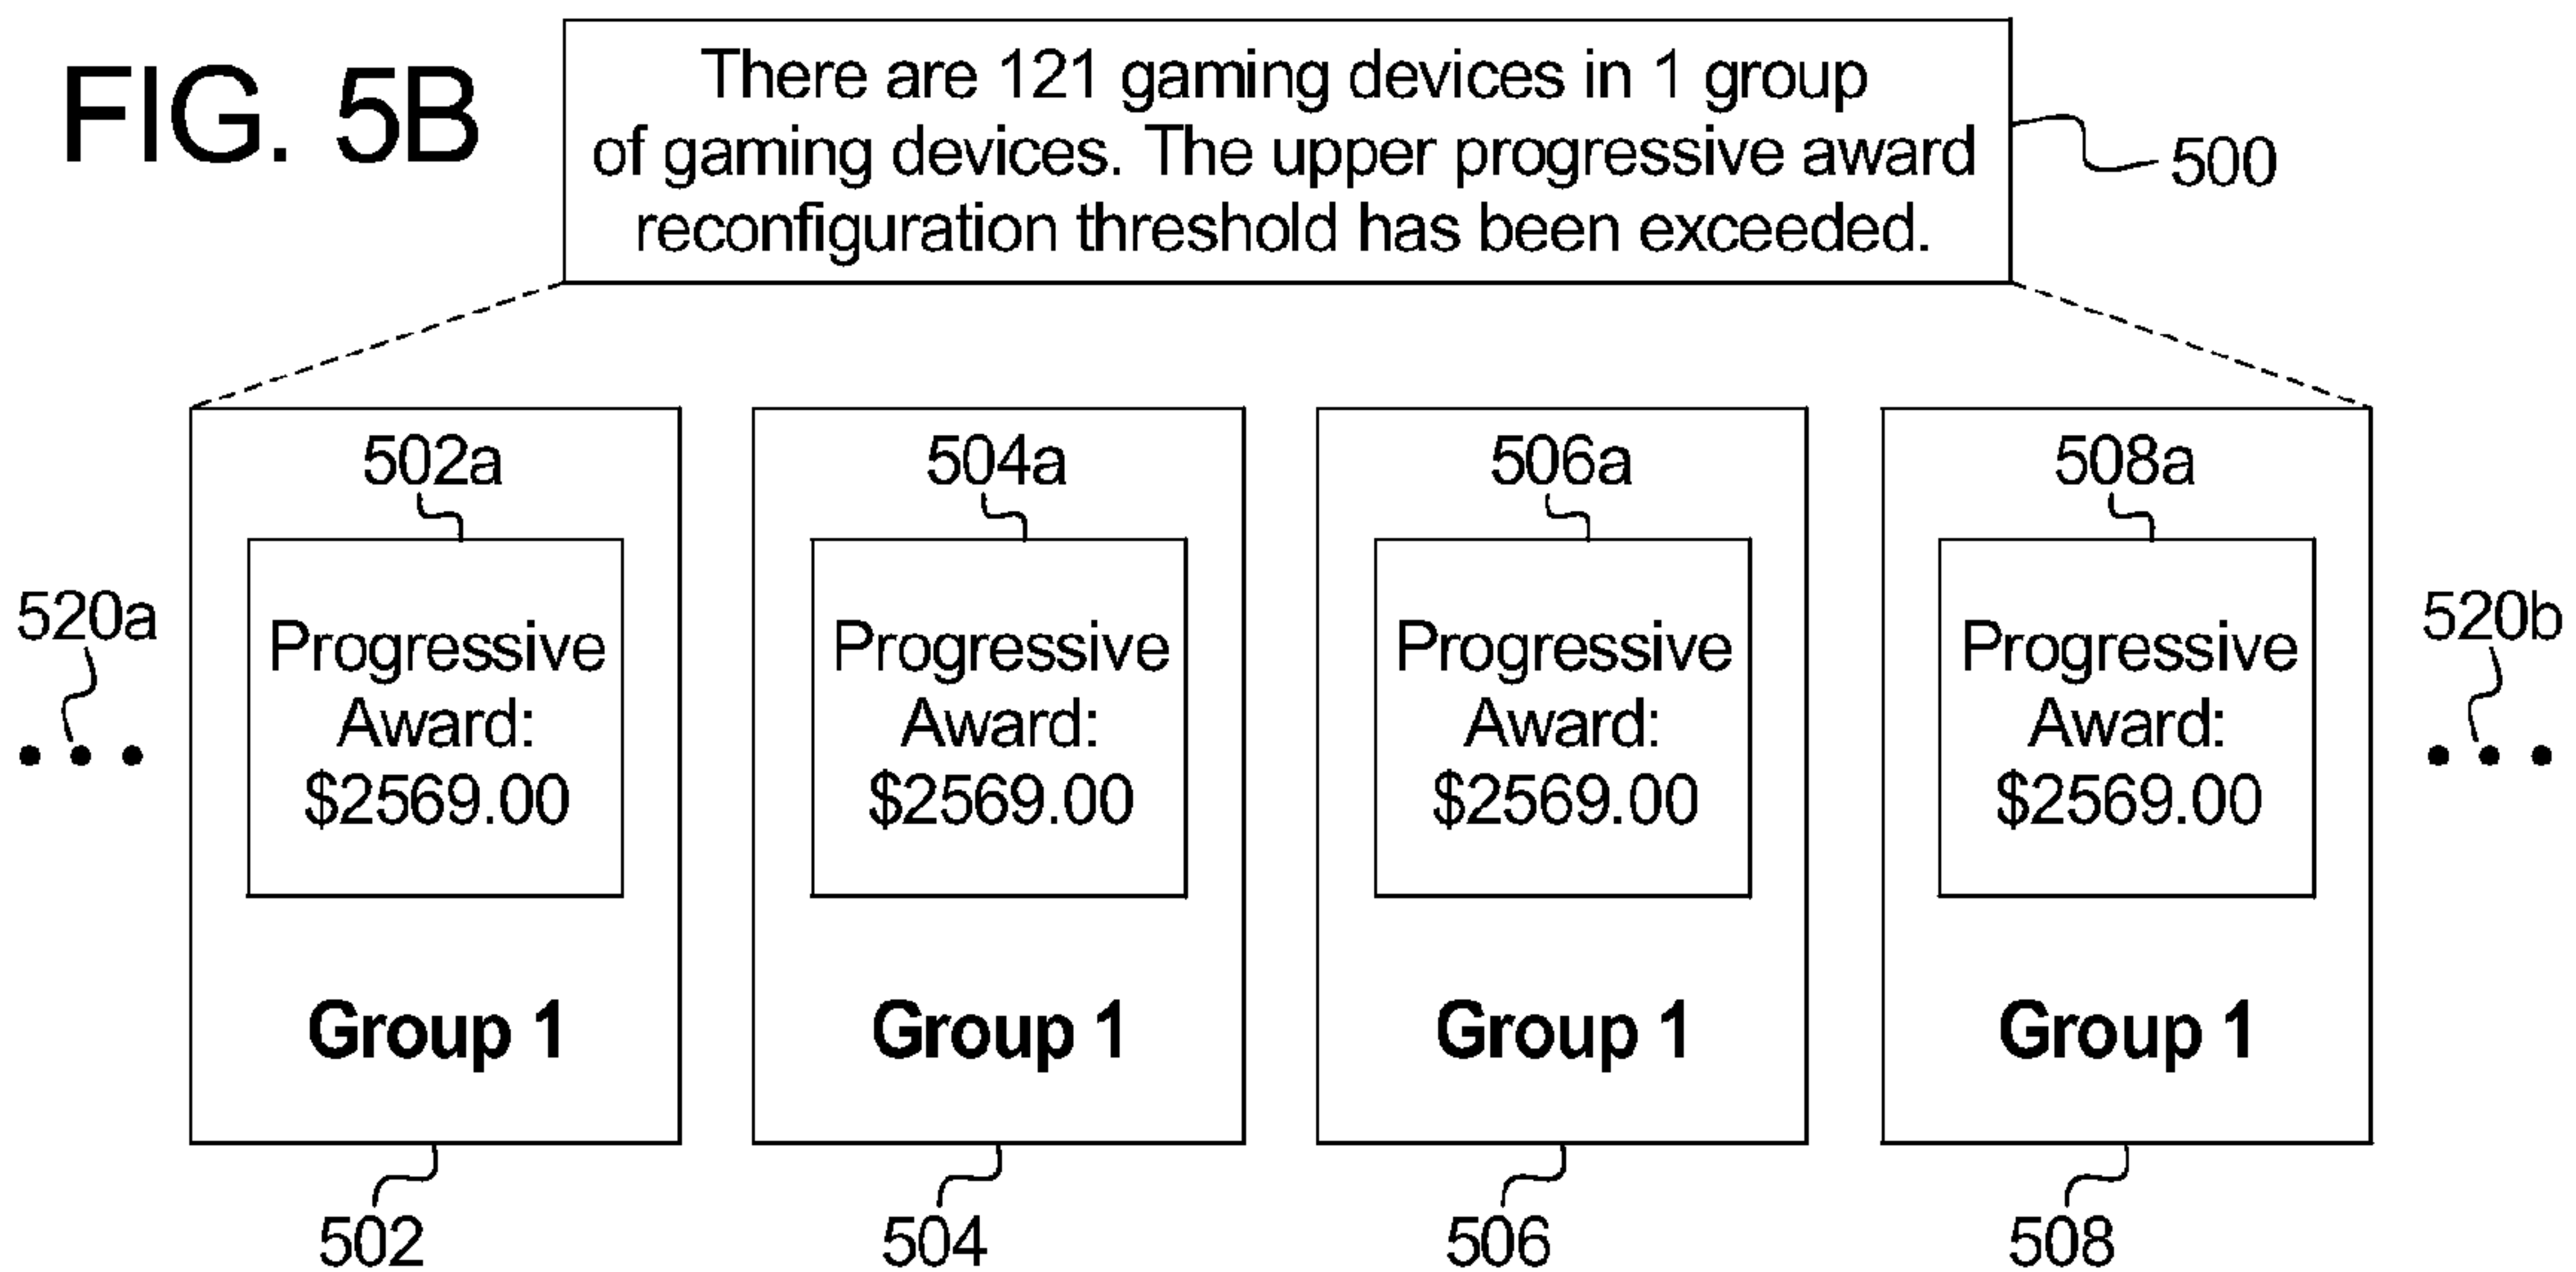 FIG. 5B
There are 121 gaming devices in 1 group
of gaming devices. The upper progressive award
reconfiguration threshold has been exceeded.
500
502a
504a
506a
508a
520a
520b
Progressive
Award:
$2569.00
Progressive
Award:
$2569.00
Progressive
Award:
$2569.00
Progressive
Award:
$2569.00
Group 1
Group 1
Group 1
Group 1
502
504
506
508